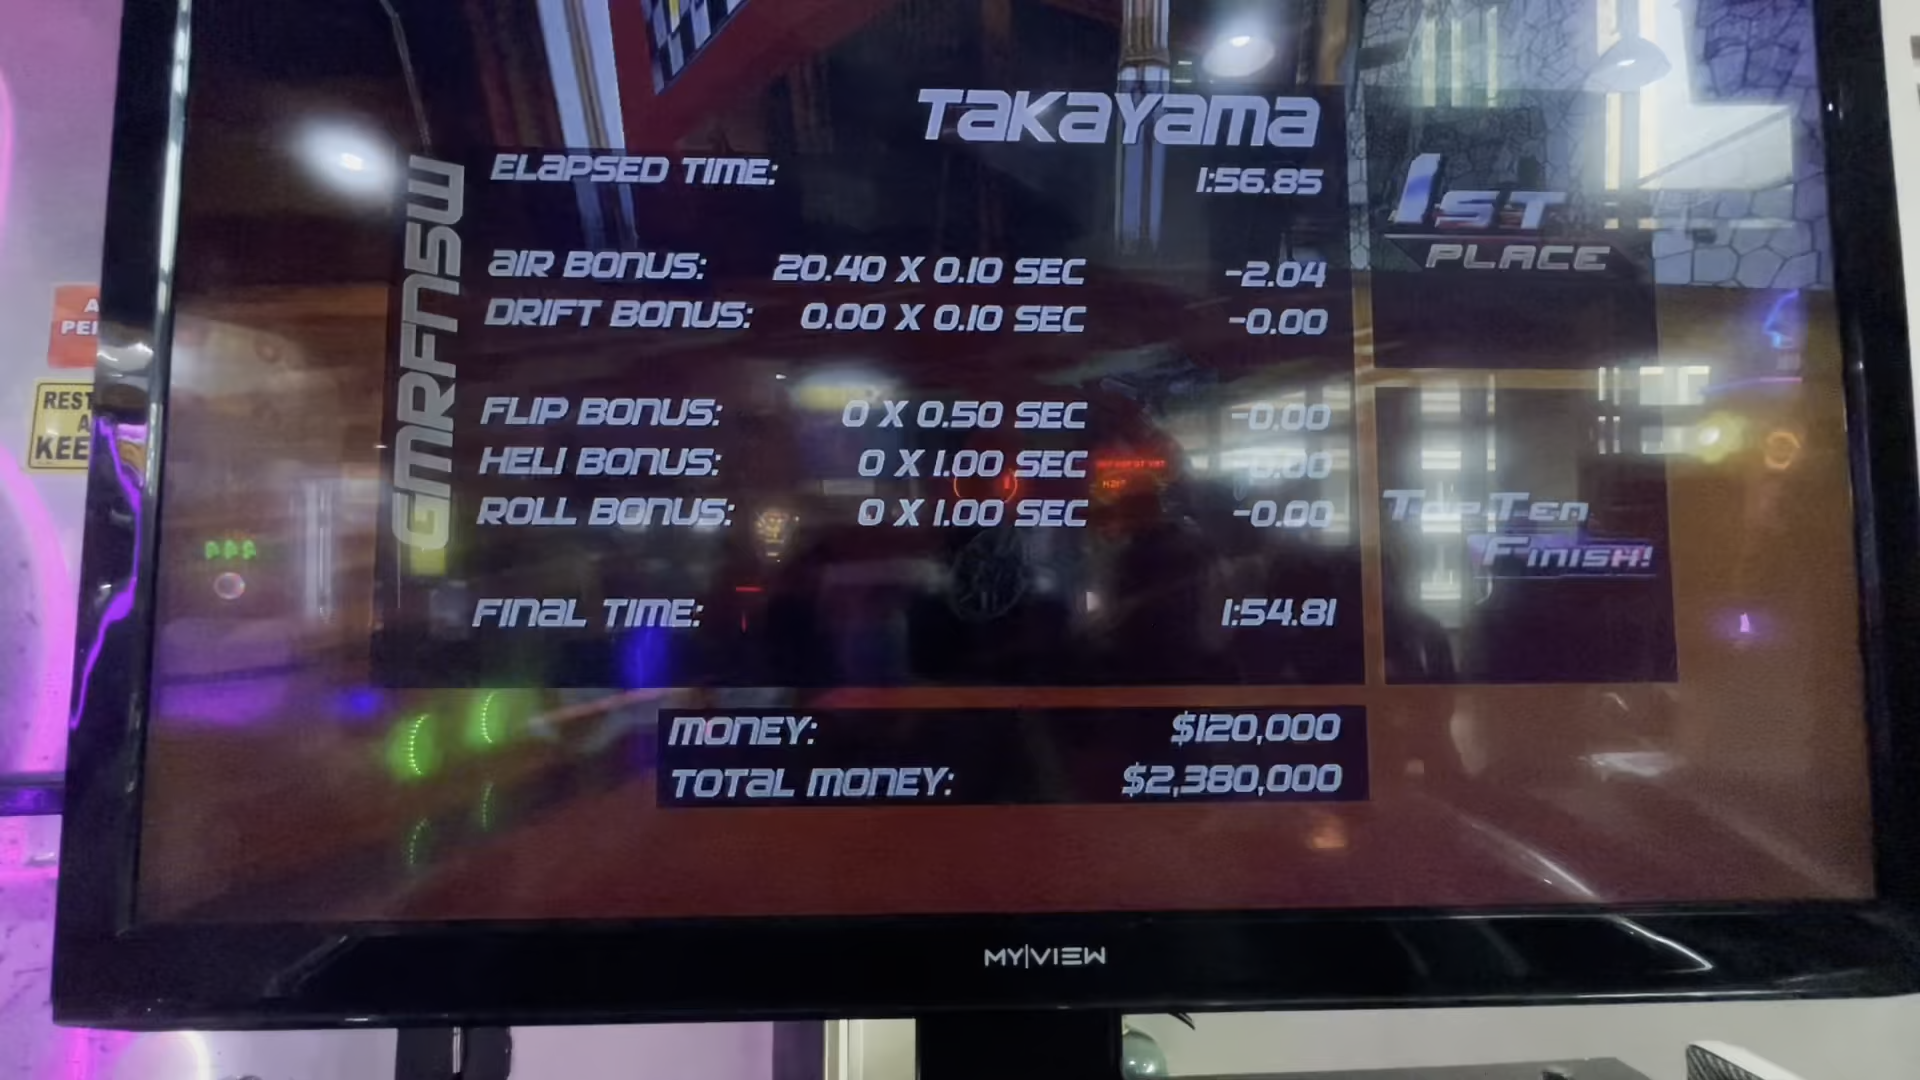 TAKAYAMA
ELAPSED TIME: 1:56.85
AIR BONUS: 20.40 X 0.10 SEC -2.04
DRIFT BONUS: 0.00 X 0.10 SEC -0.00
FLIP BONUS: 0 X 0.50 SEC -0.00
HELI BONUS: 0 X 1.00 SEC -0.00
ROLL BONUS: 0 X 1.00 SEC -0.00
FINAL TIME: 1:54.81
GMRFN5W
1ST
PLACE
TOP TEN
FINISH!
MONEY: $120,000
TOTAL MONEY: $2,380,000
MY|VIEW